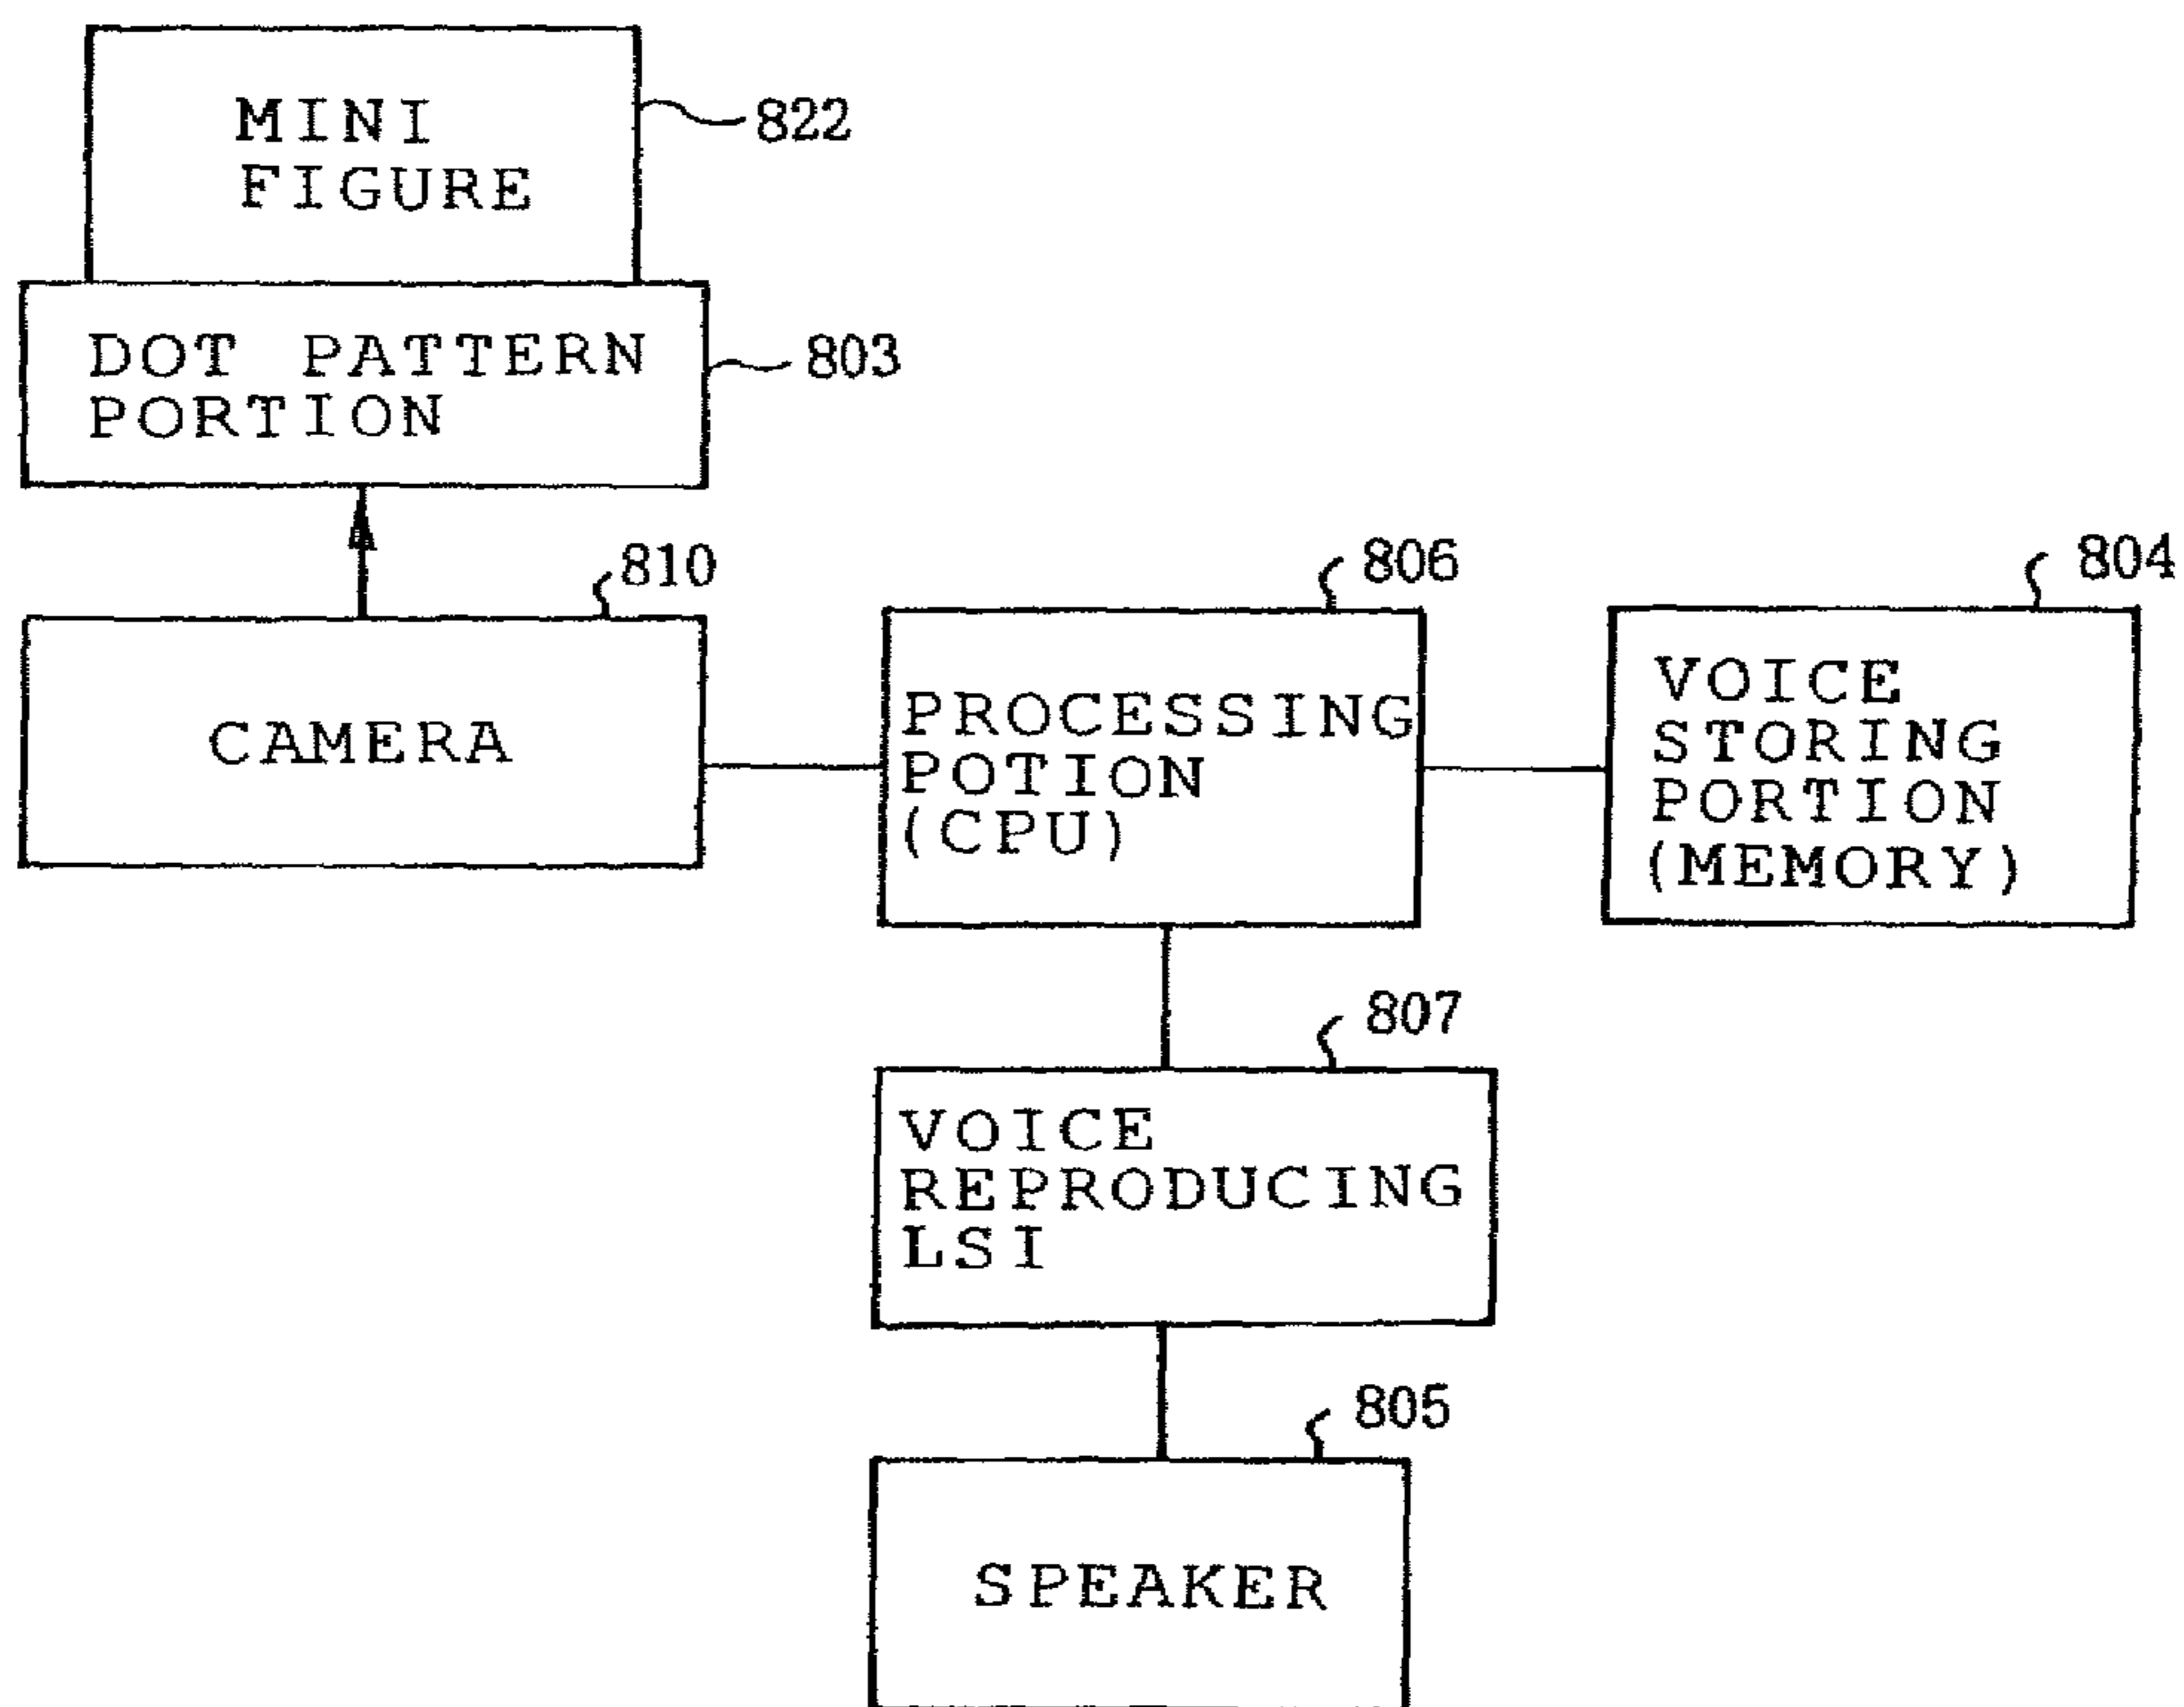 MINI
FIGURE
822
DOT PATTERN
PORTION
803
810
CAMERA
806
PROCESSING
POTION
(CPU)
804
VOICE
STORING
PORTION
(MEMORY)
807
VOICE
REPRODUCING
LSI
805
SPEAKER